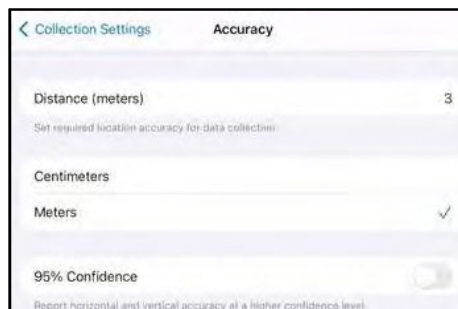 Collection Settings
Accuracy
Distance (meters)
3
Set required location accuracy for data collection.
Centimeters
Meters
95% Confidence
Report horizontal and vertical accuracy at a higher confidence level.